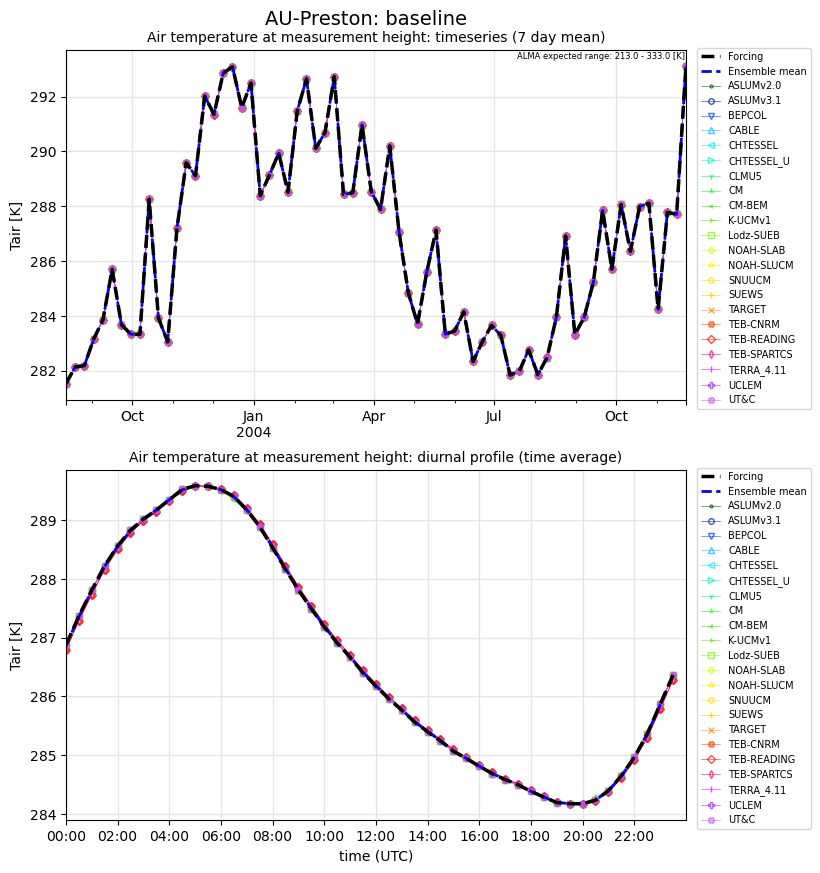 AU-Preston: baseline
Air temperature at measurement height: timeseries (7 day mean)
ALMA expected range: 213.0 - 333.0 [K]
Tair [K]
292
290
288
286
284
282
Oct
Jan
2004
Apr
Jul
Oct
Forcing
Ensemble mean
ASLUMv2.0
ASLUMv3.1
BEPCOL
CABLE
CHTESSEL
CHTESSEL_U
CLMU5
CM
CM-BEM
K-UCMv1
Lodz-SUEB
NOAH-SLAB
NOAH-SLUCM
SNUUCM
SUEWS
TARGET
TEB-CNRM
TEB-READING
TEB-SPARTCS
TERRA_4.11
UCLEM
UT&C
Air temperature at measurement height: diurnal profile (time average)
Tair [K]
289
288
287
286
285
284
00:00
02:00
04:00
06:00
08:00
10:00
12:00
14:00
16:00
18:00
20:00
22:00
time (UTC)
Forcing
Ensemble mean
ASLUMv2.0
ASLUMv3.1
BEPCOL
CABLE
CHTESSEL
CHTESSEL_U
CLMU5
CM
CM-BEM
K-UCMv1
Lodz-SUEB
NOAH-SLAB
NOAH-SLUCM
SNUUCM
SUEWS
TARGET
TEB-CNRM
TEB-READING
TEB-SPARTCS
TERRA_4.11
UCLEM
UT&C